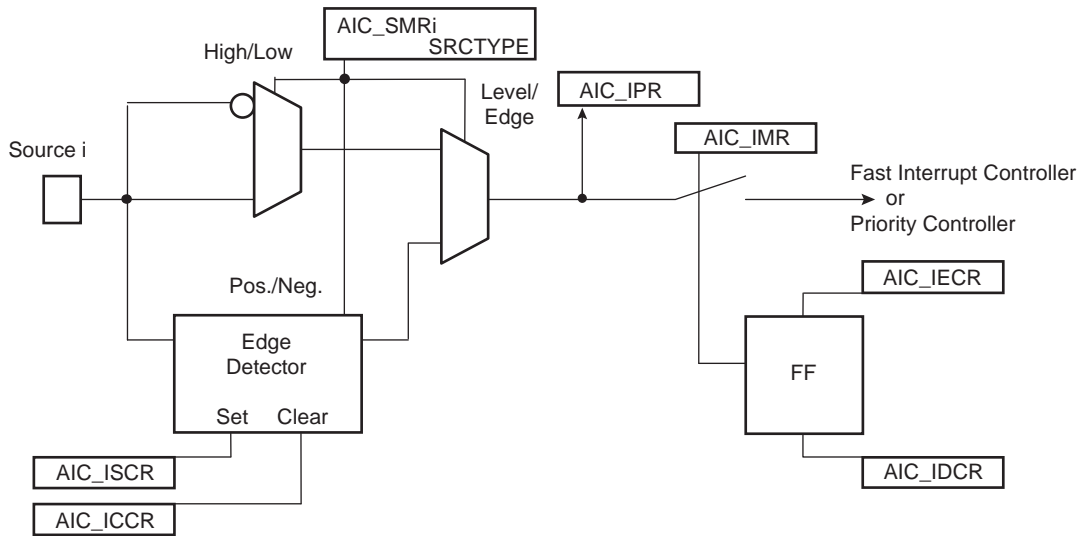 AIC_SMRi
SRCTYPE
High/Low
Level/
Edge
AIC_IPR
AIC_IMR
Source i
Fast Interrupt Controller
or
Priority Controller
Pos./Neg.
AIC_IECR
Edge
Detector
FF
Set Clear
AIC_ISCR
AIC_IDCR
AIC_ICCR